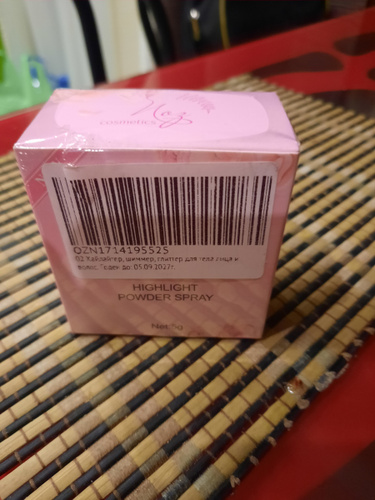 cosmetics
OZN1714195525
02 Хайлайтер, шиммер, глиттер для тела лица и
волос. Годен до: 05.09.2027г.
HIGHLIGHT
POWDER SPRAY
Net:5g